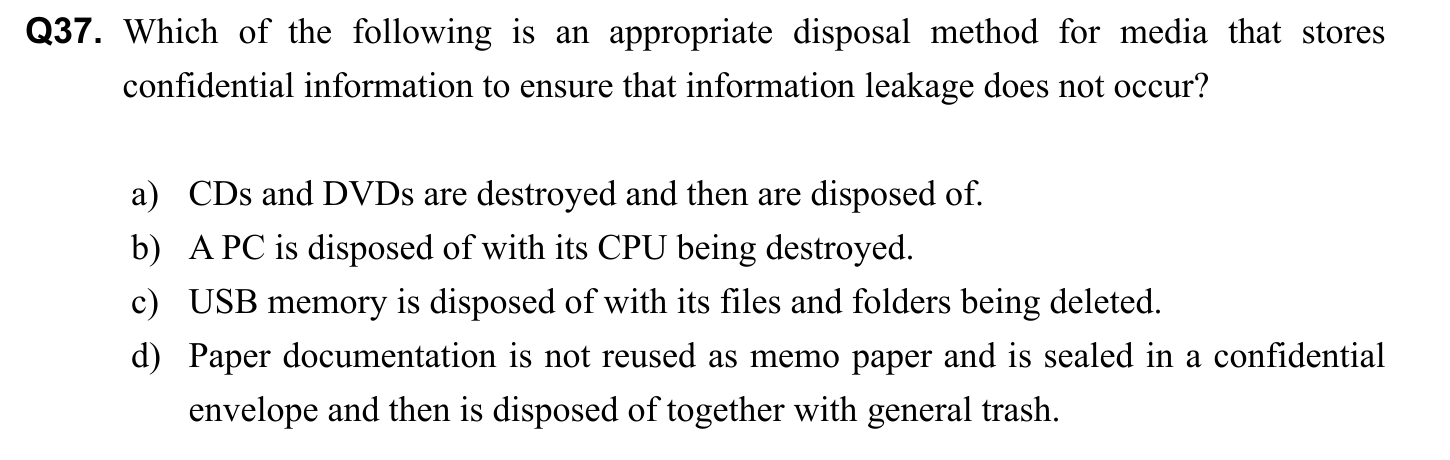 Q37. Which of the following is an appropriate disposal method for media that stores
confidential information to ensure that information leakage does not occur?
a) CDs and DVDs are destroyed and then are disposed of.
b) A PC is disposed of with its CPU being destroyed.
c) USB memory is disposed of with its files and folders being deleted.
d) Paper documentation is not reused as memo paper and is sealed in a confidential
envelope and then is disposed of together with general trash.